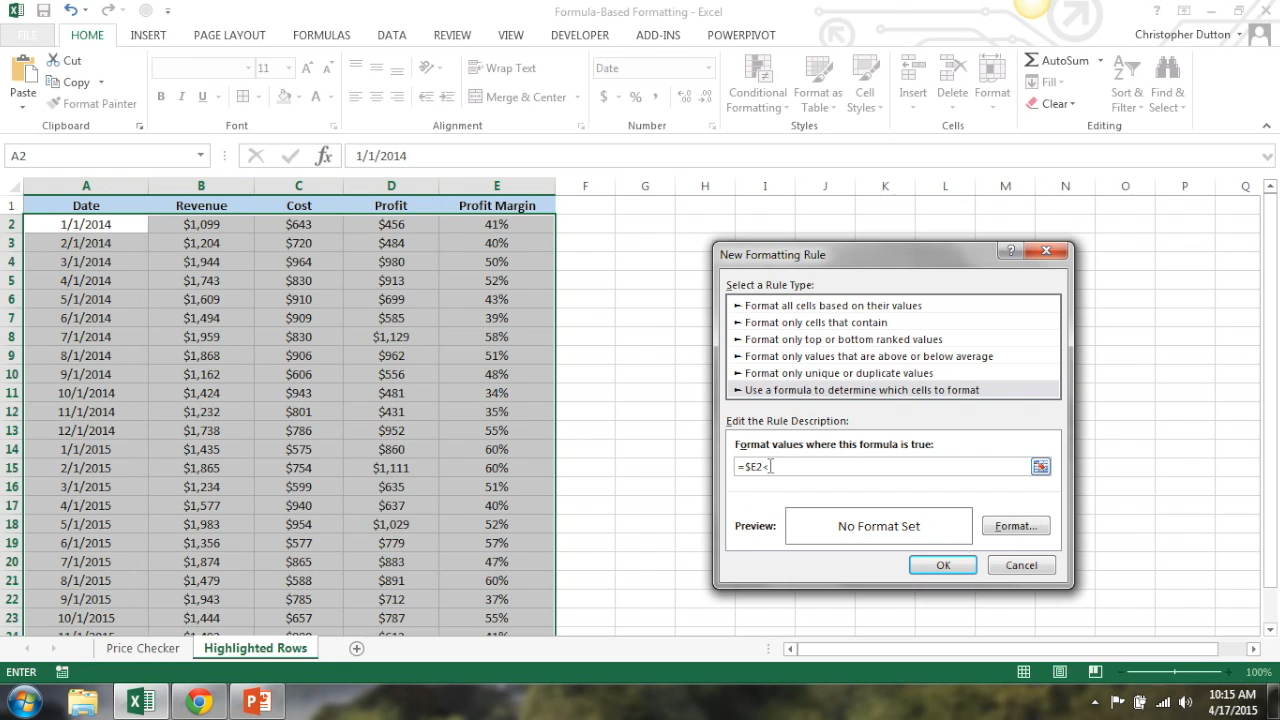 Formula-Based Formatting - Excel
FILE HOME INSERT PAGE LAYOUT FORMULAS DATA REVIEW VIEW DEVELOPER ADD-INS POWERPIVOT Christopher Dutton
Cut
Copy
Format Painter
Paste
Clipboard
11
Font
Wrap Text
Merge & Center
Alignment
Date
$ % ,
Number
Conditional Formatting
Format as Table
Cell Styles
Styles
Insert Delete Format
Cells
AutoSum
Fill
Clear
Sort & Filter
Find & Select
Editing
A2 fx 1/1/2014
A B C D E F G H I J K L M N O P Q
1 Date Revenue Cost Profit Profit Margin
2 1/1/2014 $1,099 $643 $456 41%
3 2/1/2014 $1,204 $720 $484 40%
4 3/1/2014 $1,944 $964 $980 50%
5 4/1/2014 $1,743 $830 $913 52%
6 5/1/2014 $1,609 $910 $699 43%
7 6/1/2014 $1,494 $909 $585 39%
8 7/1/2014 $1,959 $830 $1,129 58%
9 8/1/2014 $1,868 $906 $962 51%
10 9/1/2014 $1,162 $606 $556 48%
11 10/1/2014 $1,424 $943 $481 34%
12 11/1/2014 $1,232 $801 $431 35%
13 12/1/2014 $1,738 $786 $952 55%
14 1/1/2015 $1,435 $575 $860 60%
15 2/1/2015 $1,865 $754 $1,111 60%
16 3/1/2015 $1,234 $599 $635 51%
17 4/1/2015 $1,577 $940 $637 40%
18 5/1/2015 $1,983 $954 $1,029 52%
19 6/1/2015 $1,356 $577 $779 57%
20 7/1/2015 $1,874 $865 $883 47%
21 8/1/2015 $1,479 $588 $891 60%
22 9/1/2015 $1,943 $785 $712 37%
23 10/1/2015 $1,444 $657 $787 55%
New Formatting Rule
Select a Rule Type:
► Format all cells based on their values
► Format only cells that contain
► Format only top or bottom ranked values
► Format only values that are above or below average
► Format only unique or duplicate values
► Use a formula to determine which cells to format
Edit the Rule Description:
Format values where this formula is true:
=$E2<
Preview: No Format Set Format...
OK Cancel
Price Checker Highlighted Rows
ENTER 100%
10:15 AM
4/17/2015